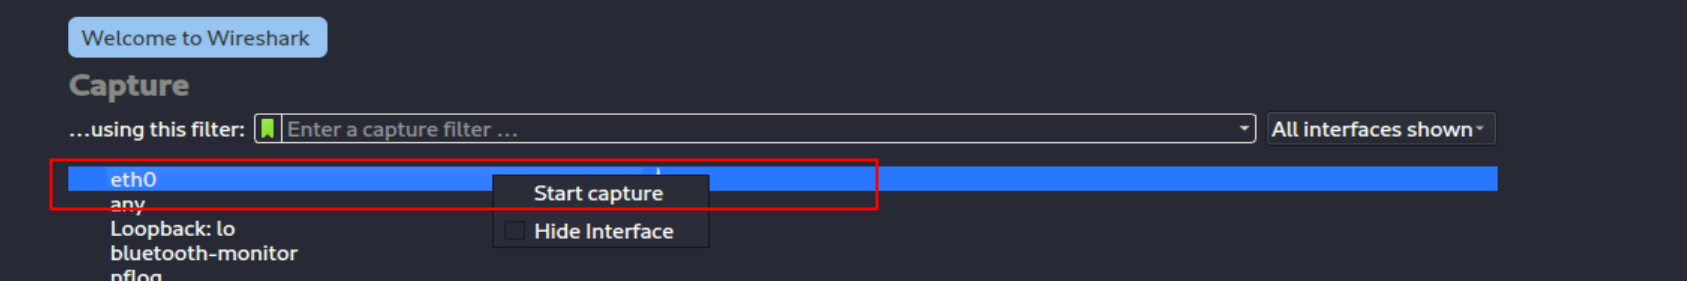 Welcome to Wireshark
Capture
...using this filter: Enter a capture filter ... All interfaces shown
eth0
Start capture
any
Loopback: lo
Hide Interface
bluetooth-monitor
nflog